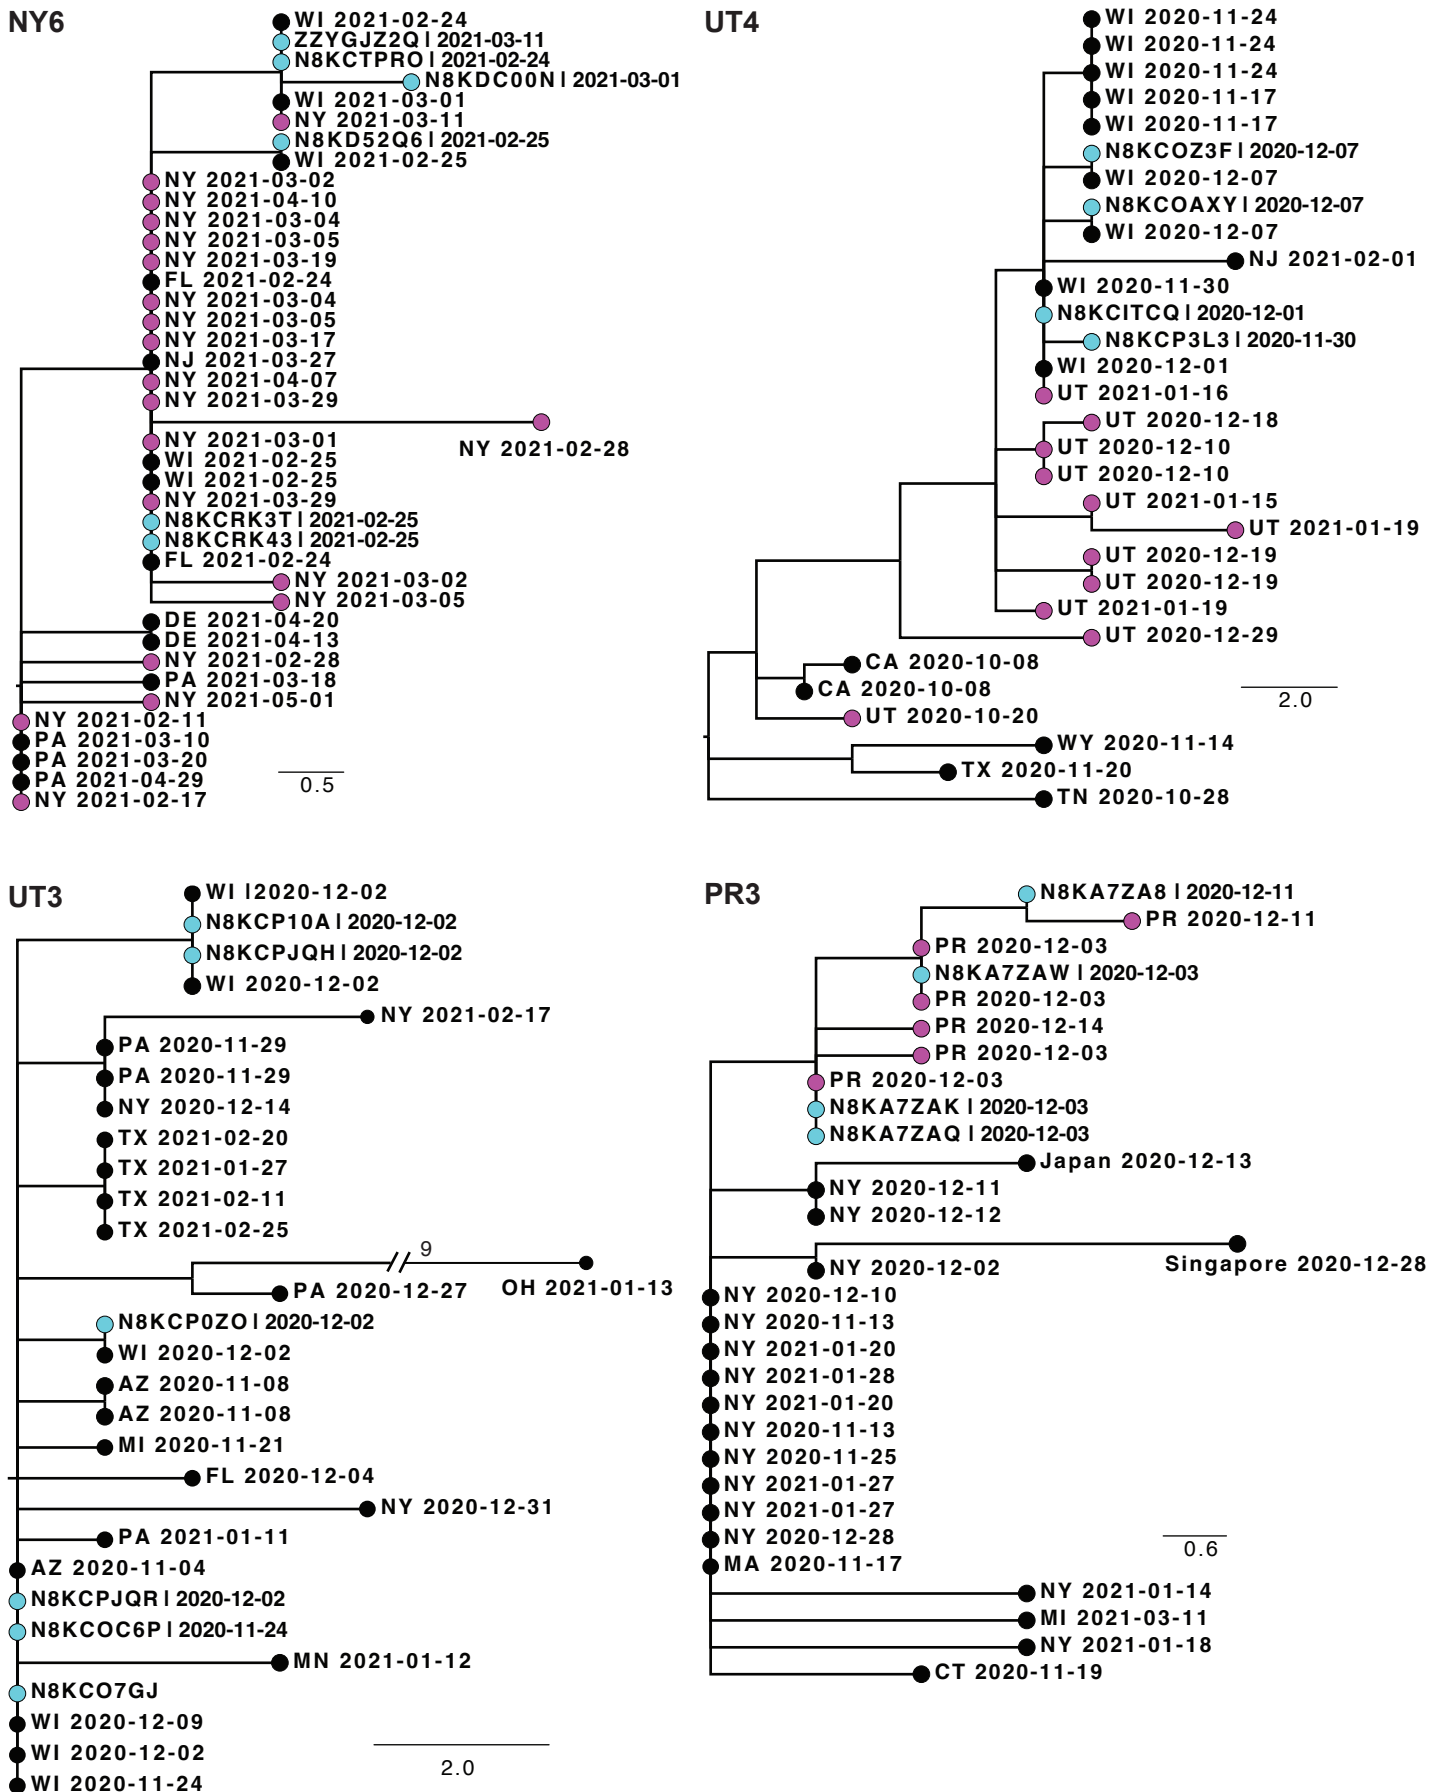 NY6
WI 2021-02-24
ZZYGJZ2Q | 2021-03-11
N8KCTPRO | 2021-02-24
N8KDC00N | 2021-03-01
WI 2021-03-01
NY 2021-03-11
N8KD52Q6 | 2021-02-25
WI 2021-02-25
NY 2021-03-02
NY 2021-04-10
NY 2021-03-04
NY 2021-03-05
NY 2021-03-19
FL 2021-02-24
NY 2021-03-04
NY 2021-03-05
NY 2021-03-17
NJ 2021-03-27
NY 2021-04-07
NY 2021-03-29
NY 2021-02-28
NY 2021-03-01
WI 2021-02-25
WI 2021-02-25
NY 2021-03-29
N8KCRK3T | 2021-02-25
N8KCRK43 | 2021-02-25
FL 2021-02-24
NY 2021-03-02
NY 2021-03-05
DE 2021-04-20
DE 2021-04-13
NY 2021-02-28
PA 2021-03-18
NY 2021-05-01
NY 2021-02-11
PA 2021-03-10
PA 2021-03-20
PA 2021-04-29
NY 2021-02-17
0.5
UT4
WI 2020-11-24
WI 2020-11-24
WI 2020-11-24
WI 2020-11-17
WI 2020-11-17
N8KCOZ3F | 2020-12-07
WI 2020-12-07
N8KCOAXY | 2020-12-07
WI 2020-12-07
NJ 2021-02-01
WI 2020-11-30
N8KCITCQ | 2020-12-01
N8KCP3L3 | 2020-11-30
WI 2020-12-01
UT 2021-01-16
UT 2020-12-18
UT 2020-12-10
UT 2020-12-10
UT 2021-01-15
UT 2021-01-19
UT 2020-12-19
UT 2020-12-19
UT 2021-01-19
UT 2020-12-29
CA 2020-10-08
CA 2020-10-08
UT 2020-10-20
WY 2020-11-14
TX 2020-11-20
TN 2020-10-28
2.0
UT3
WI |2020-12-02
N8KCP10A | 2020-12-02
N8KCPJQH | 2020-12-02
WI 2020-12-02
NY 2021-02-17
PA 2020-11-29
PA 2020-11-29
NY 2020-12-14
TX 2021-02-20
TX 2021-01-27
TX 2021-02-11
TX 2021-02-25
9
OH 2021-01-13
PA 2020-12-27
N8KCP0ZO | 2020-12-02
WI 2020-12-02
AZ 2020-11-08
AZ 2020-11-08
MI 2020-11-21
FL 2020-12-04
NY 2020-12-31
PA 2021-01-11
AZ 2020-11-04
N8KCPJQR | 2020-12-02
N8KCOC6P | 2020-11-24
MN 2021-01-12
N8KCO7GJ
WI 2020-12-09
WI 2020-12-02
WI 2020-11-24
2.0
PR3
N8KA7ZA8 | 2020-12-11
PR 2020-12-11
PR 2020-12-03
N8KA7ZAW | 2020-12-03
PR 2020-12-03
PR 2020-12-14
PR 2020-12-03
PR 2020-12-03
N8KA7ZAK | 2020-12-03
N8KA7ZAQ | 2020-12-03
Japan 2020-12-13
NY 2020-12-11
NY 2020-12-12
Singapore 2020-12-28
NY 2020-12-02
NY 2020-12-10
NY 2020-11-13
NY 2021-01-20
NY 2021-01-28
NY 2021-01-20
NY 2020-11-13
NY 2020-11-25
NY 2021-01-27
NY 2021-01-27
NY 2020-12-28
MA 2020-11-17
NY 2021-01-14
MI 2021-03-11
NY 2021-01-18
CT 2020-11-19
0.6